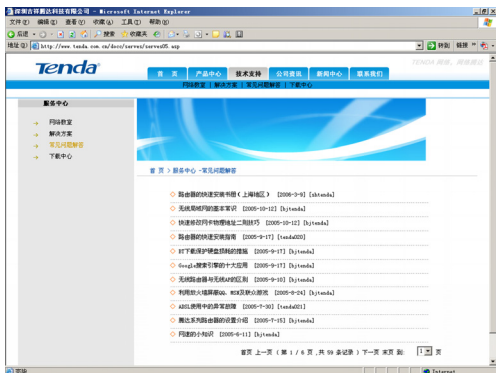 深圳吉祥腾达科技有限公司 - Microsoft Internet Explorer
文件(F) 编辑(E) 查看(V) 收藏(A) 工具(T) 帮助(H)
后退 搜索 收藏夹
地址(D) http://www.tenda.com.cn/docr/serves/serves05.asp 转到 链接
Tenda
TENDA 网络, 网络腾达
首 页 产品中心 技术支持 公司资讯 新闻中心 联系我们
网络教室 | 解决方案 | 常见问题解答 | 下载中心
服务中心
网络教室
解决方案
常见问题解答
下载中心
首 页 > 服务中心 -常见问题解答
路由器的快速安装书册(上海地区) [2006-3-9] [shtenda]
无线局域网的基本常识 [2005-10-12] [bjtenda]
快速修改网卡物理地址二则技巧 [2005-10-12] [bjtenda]
路由器的快速安装指南 [2005-9-17] [tenda020]
BT下载保护硬盘损耗的措施 [2005-9-17] [bjtenda]
Google搜索引擎的十大应用 [2005-9-17] [bjtenda]
无线路由器与无线AP的区别 [2005-9-10] [bjtenda]
利用防火墙屏蔽QQ、MSN及联众游戏 [2005-8-24] [bjtenda]
ADSL使用中的异常故障 [2005-7-30] [tenda021]
腾达系列路由器的设置介绍 [2005-7-15] [bjtenda]
网速的小知识 [2005-6-11] [bjtenda]
首页 上一页 ( 第 1 / 6 页 ,共 59 条记录 ) 下一页 末页 到: 1 页
完毕 Internet